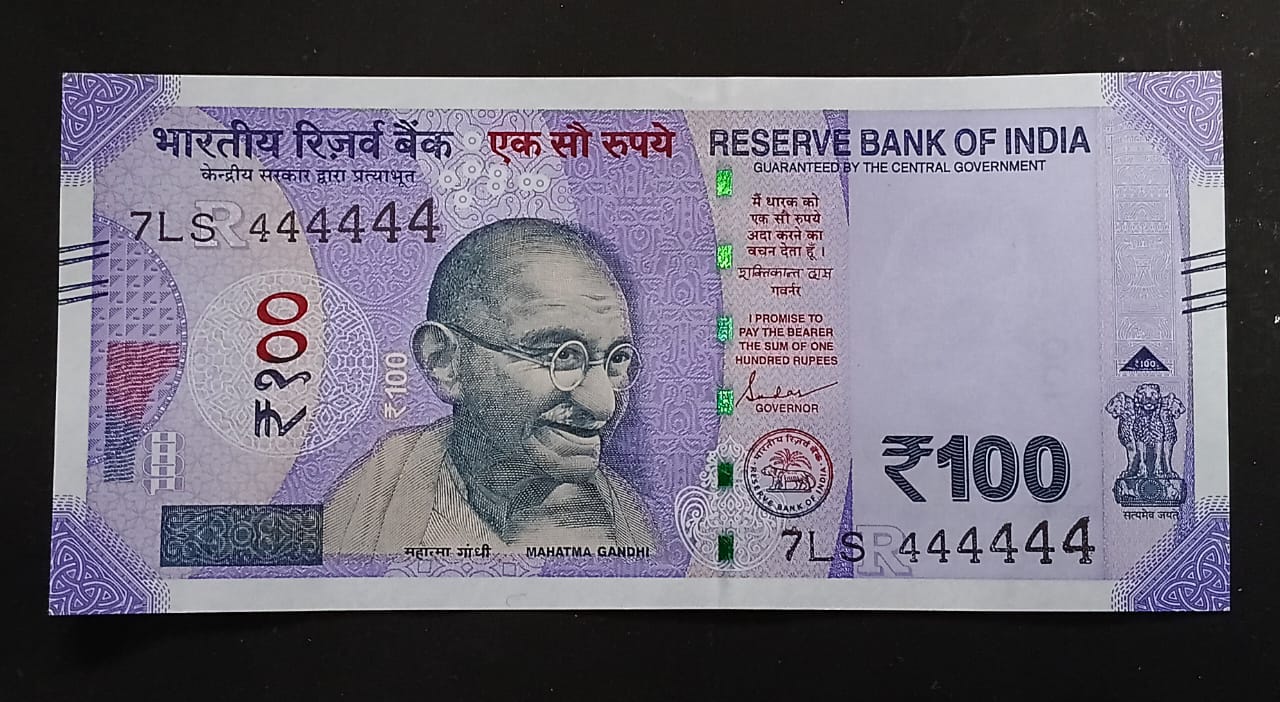 भारतीय रिज़र्व बैंक एक सौ रुपये RESERVE BANK OF INDIA
केन्द्रीय सरकार द्वारा प्रत्याभूत
GUARANTEED BY THE CENTRAL GOVERNMENT
7LS R 444444
मैं धारक को
एक सौ रुपये
अदा करने का
वचन देता हूँ ।
शक्तिकान्त दास
गवर्नर
I PROMISE TO
PAY THE BEARER
THE SUM OF ONE
HUNDRED RUPEES
GOVERNOR
₹१००
₹100
₹100
भारतीय रिज़र्व बैंक
RESERVE BANK OF INDIA
₹100
सत्यमेव जयते
महात्मा गांधी
MAHATMA GANDHI
7LS R 444444